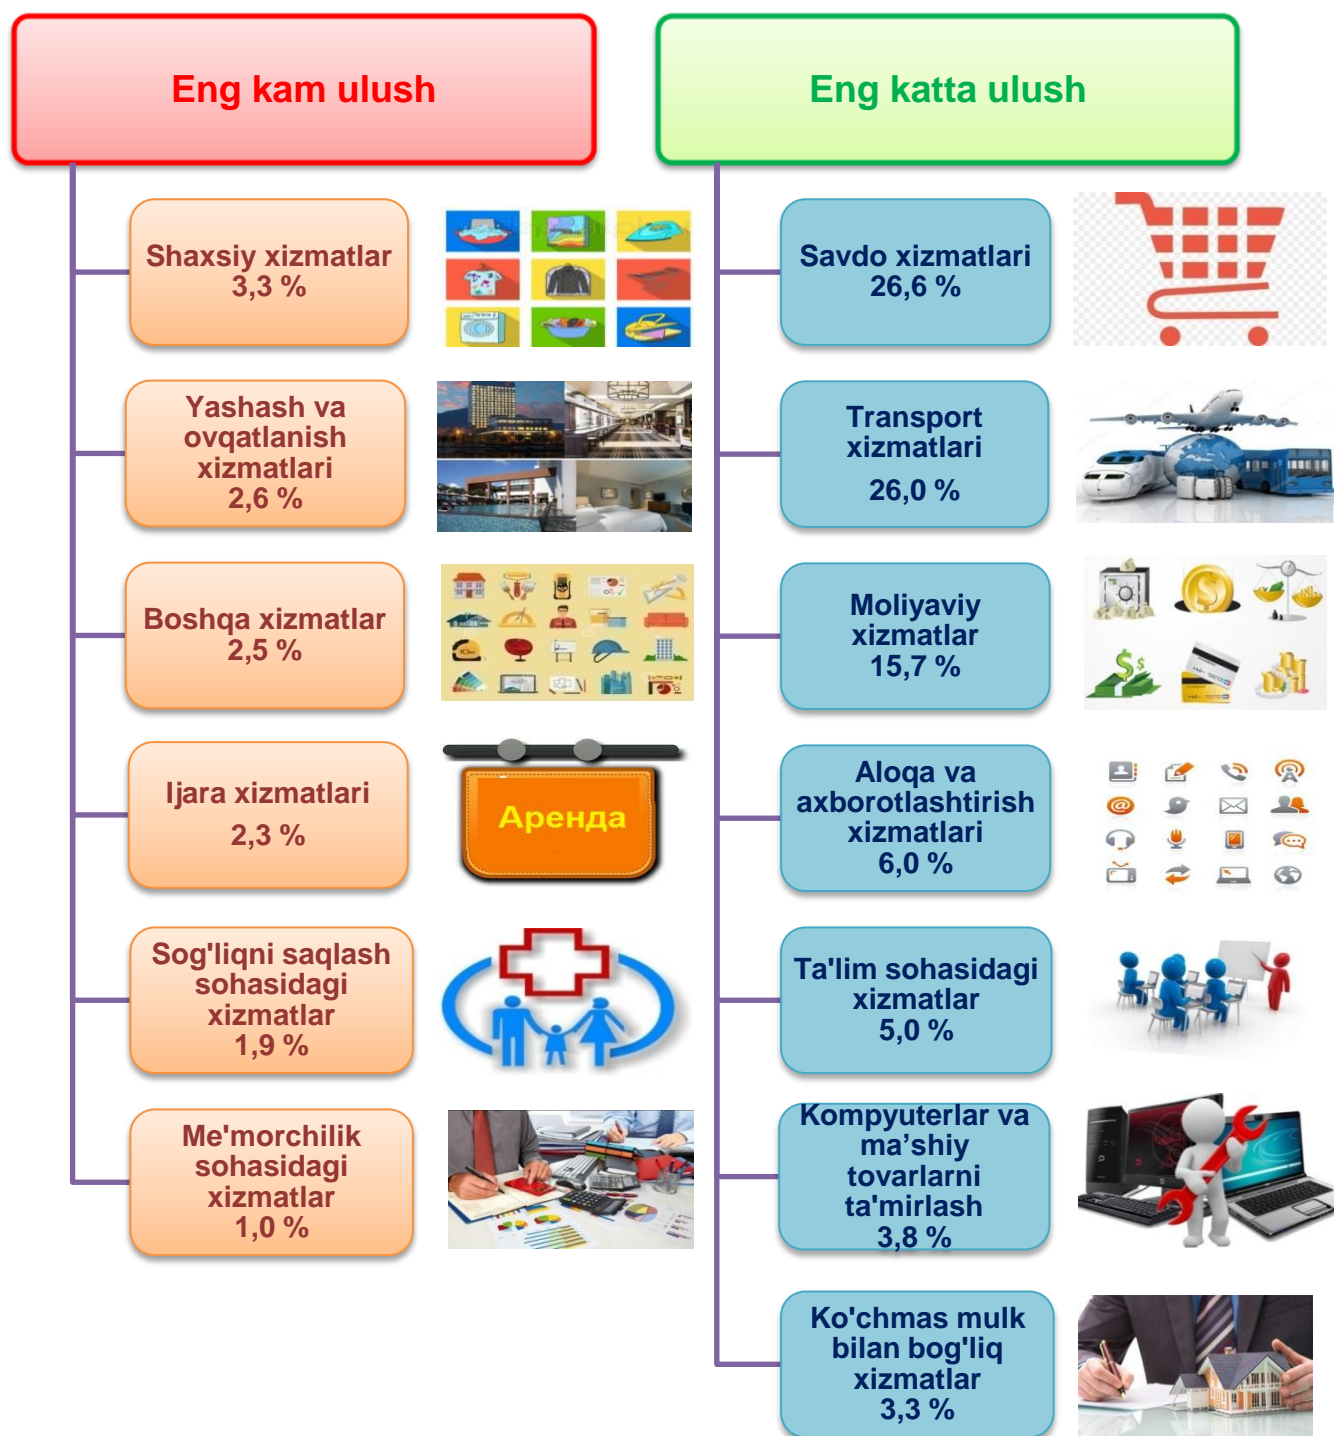 Eng kam ulush
Shaxsiy xizmatlar
3,3 %
Yashash va
ovqatlanish
xizmatlari
2,6 %
Boshqa xizmatlar
2,5 %
Ijara xizmatlari
2,3 %
Аренда
Sog'liqni saqlash
sohasidagi
xizmatlar
1,9 %
Me'morchilik
sohasidagi
xizmatlar
1,0 %
Eng katta ulush
Savdo xizmatlari
26,6 %
Transport
xizmatlari
26,0 %
Moliyaviy
xizmatlar
15,7 %
Aloqa va
axborotlashtirish
xizmatlari
6,0 %
Ta'lim sohasidagi
xizmatlar
5,0 %
Kompyuterlar va
ma’shiy
tovarlarni
ta'mirlash
3,8 %
Ko'chmas mulk
bilan bog'liq
xizmatlar
3,3 %